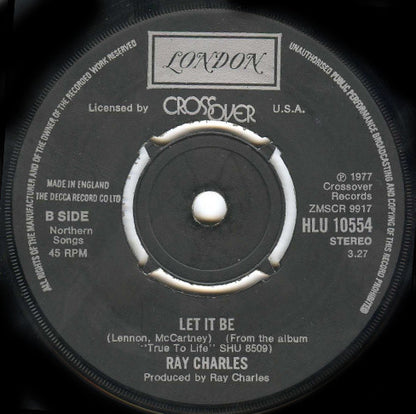 LONDON
Licensed by CROSSOVER U.S.A.
ALL RIGHTS OF THE MANUFACTURER AND OF THE OWNER OF THE RECORDED WORK RESERVED
UNAUTHORISED PUBLIC PERFORMANCE BROADCASTING AND COPYING OF THIS RECORD PROHIBITED
MADE IN ENGLAND
THE DECCA RECORD CO LTD
B SIDE
Northern
Songs
45 RPM
℗ 1977
Crossover
Records
ZMSCR 9917
HLU 10554
STEREO
3.27
LET IT BE
(Lennon, McCartney) (From the album
"True To Life" SHU 8509)
RAY CHARLES
Produced by Ray Charles